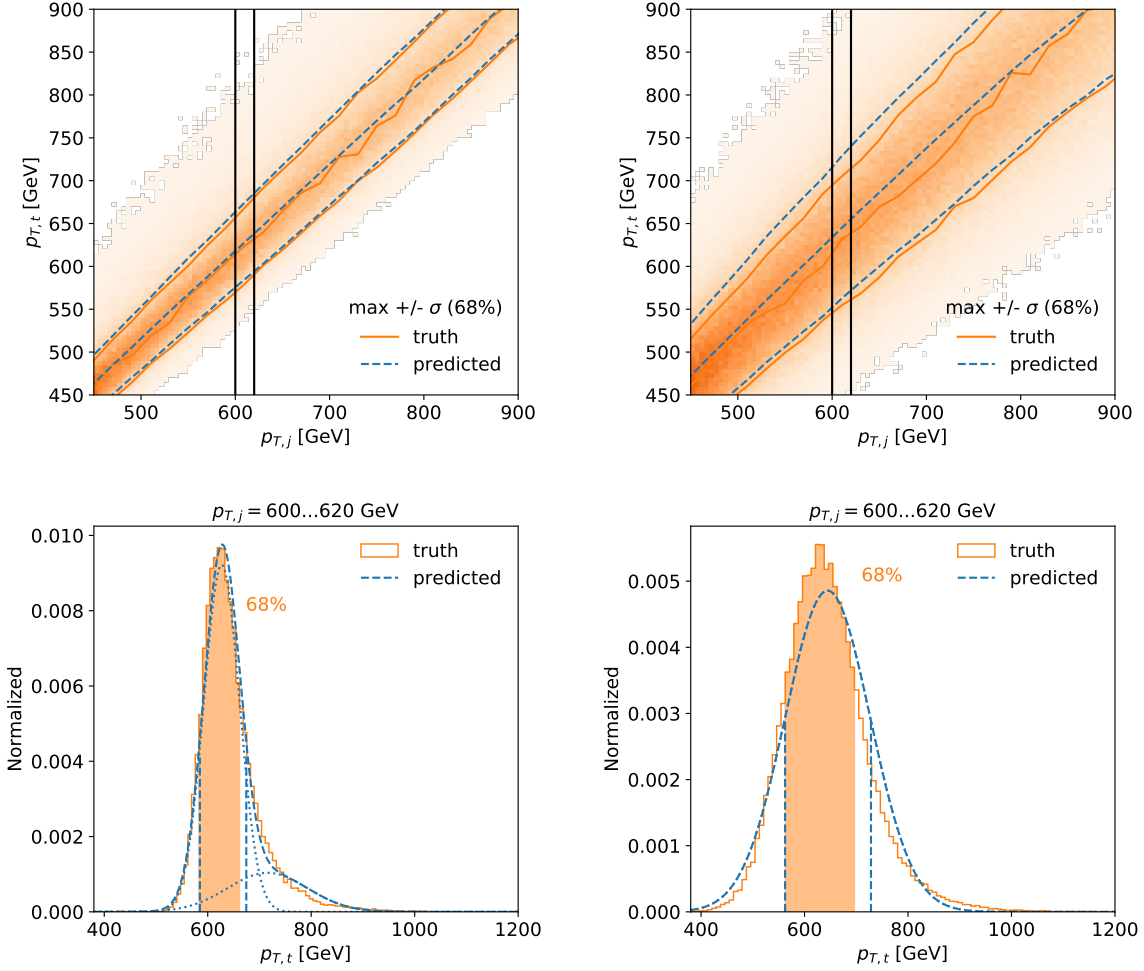 900
850
800
750
700
650
600
550
500
450
p_{T,t} [GeV]
500 600 700 800 900
p_{T,j} [GeV]
max +/- σ (68%)
truth
predicted
900
850
800
750
700
650
600
550
500
450
p_{T,t} [GeV]
500 600 700 800 900
p_{T,j} [GeV]
max +/- σ (68%)
truth
predicted
p_{T,j} = 600...620 GeV
0.010
0.008
0.006
0.004
0.002
0.000
Normalized
400 600 800 1000 1200
p_{T,t} [GeV]
truth
predicted
68%
p_{T,j} = 600...620 GeV
0.005
0.004
0.003
0.002
0.001
0.000
Normalized
400 600 800 1000 1200
p_{T,t} [GeV]
truth
predicted
68%